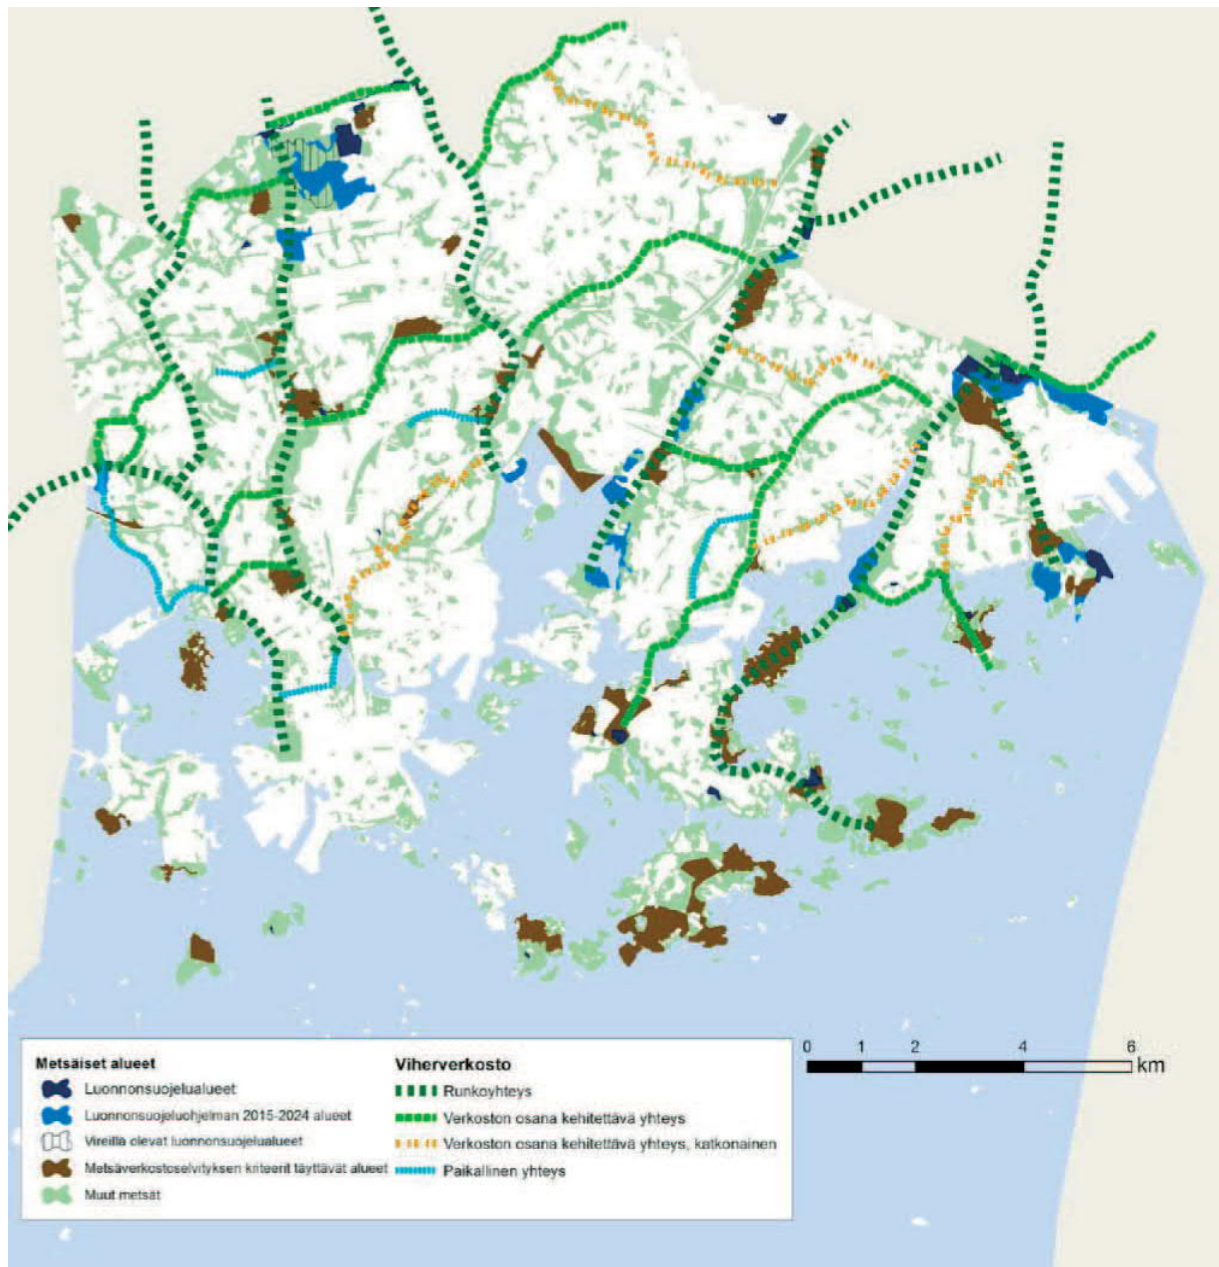 Metsäiset alueet
Luonnonsuojelualueet
Luonnonsuojeluohjelman 2015-2024 alueet
Vireillä olevat luonnonsuojelualueet
Metsäverkostoselvityksen kriteerit täyttävät alueet
Muut metsät
Viherverkosto
Runkoyhteys
Verkoston osana kehitettävä yhteys
Verkoston osana kehitettävä yhteys, katkonainen
Paikallinen yhteys
0 1 2 4 6
km